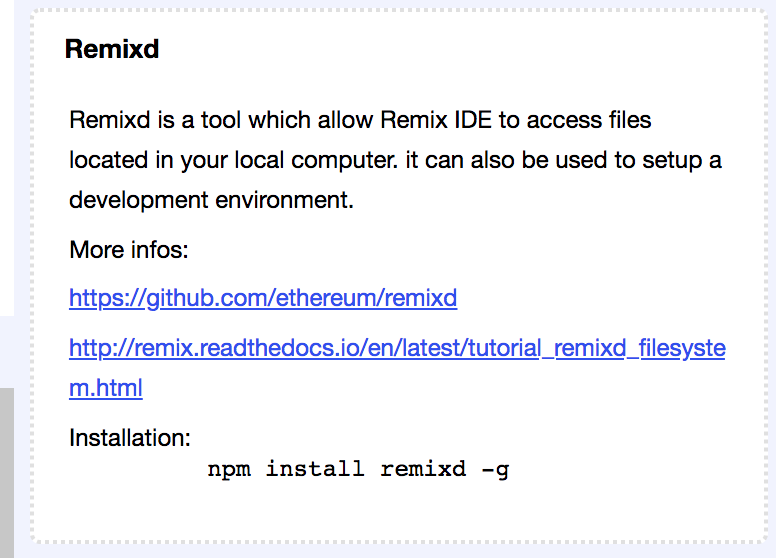 Remixd
Remixd is a tool which allow Remix IDE to access files
located in your local computer. it can also be used to setup a
development environment.
More infos:
https://github.com/ethereum/remixd
http://remix.readthedocs.io/en/latest/tutorial_remixd_filesyste
m.html
Installation:
npm install remixd -g